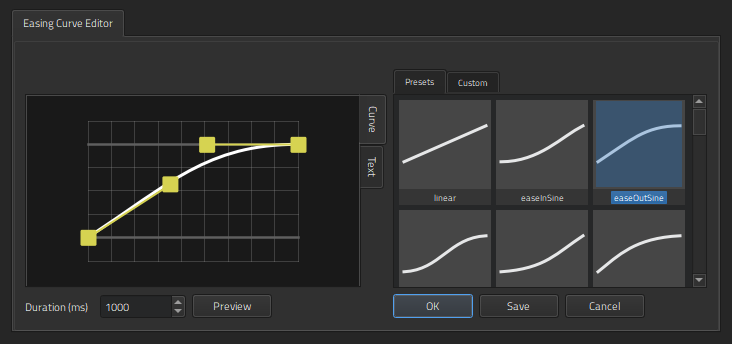 Easing Curve Editor
Presets
Custom
Curve
Text
linear
easeInSine
easeOutSine
Duration (ms)
1000
Preview
OK
Save
Cancel